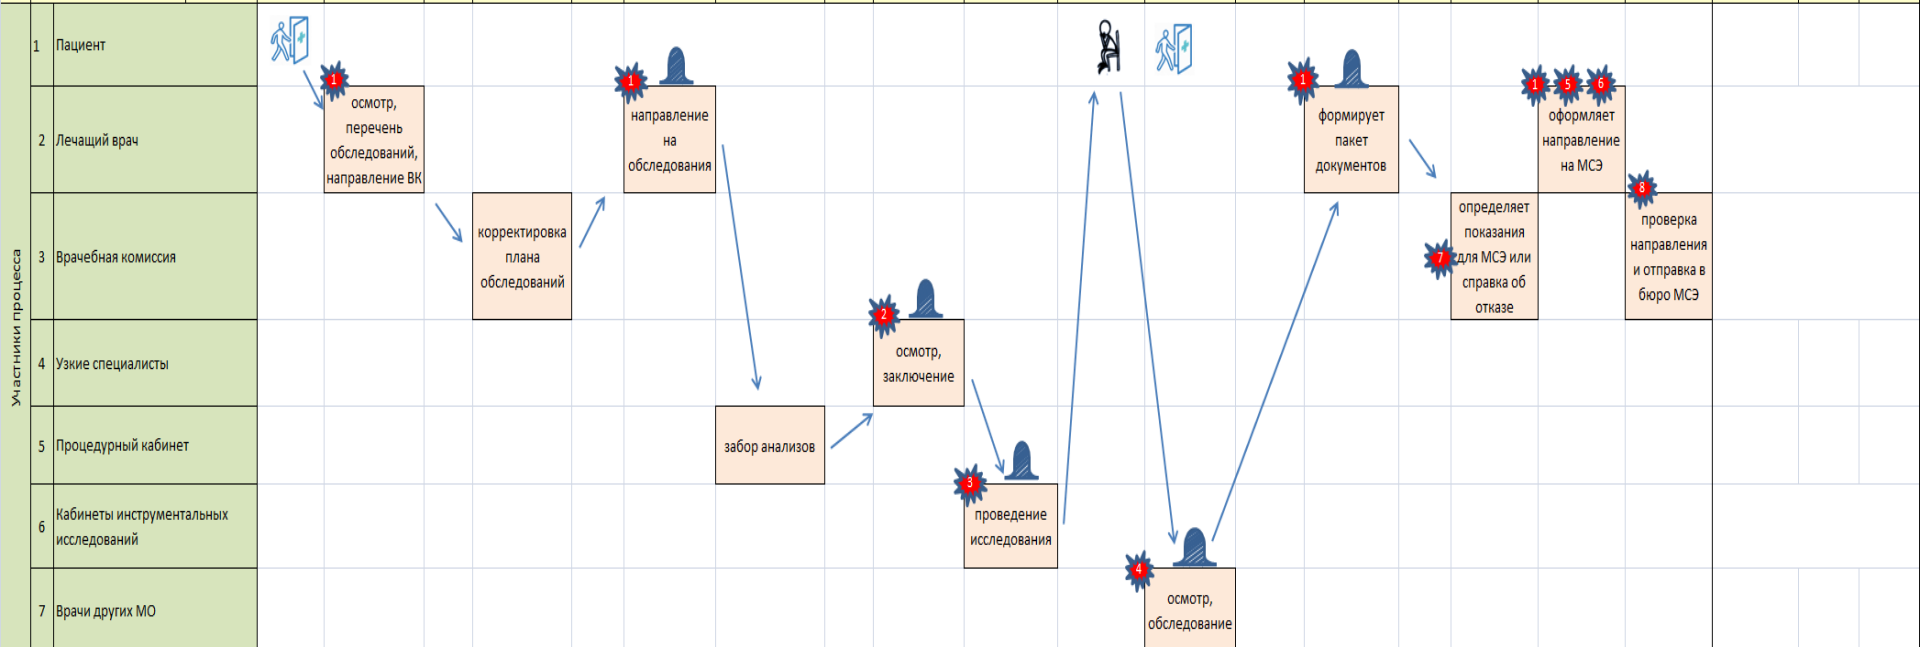 Участники процесса
1 Пациент
2 Лечащий врач
3 Врачебная комиссия
4 Узкие специалисты
5 Процедурный кабинет
6 Кабинеты инструментальных
исследований
7 Врачи других МО
1
осмотр,
перечень
обследований,
направление ВК
корректировка
плана
обследований
1
направление
на
обследования
забор анализов
2
осмотр,
заключение
3
проведение
исследования
4
осмотр,
обследование
1
формирует
пакет
документов
7
определяет
показания
для МСЭ или
справка об
отказе
1 5 6
оформляет
направление
на МСЭ
8
проверка
направления
и отправка в
бюро МСЭ